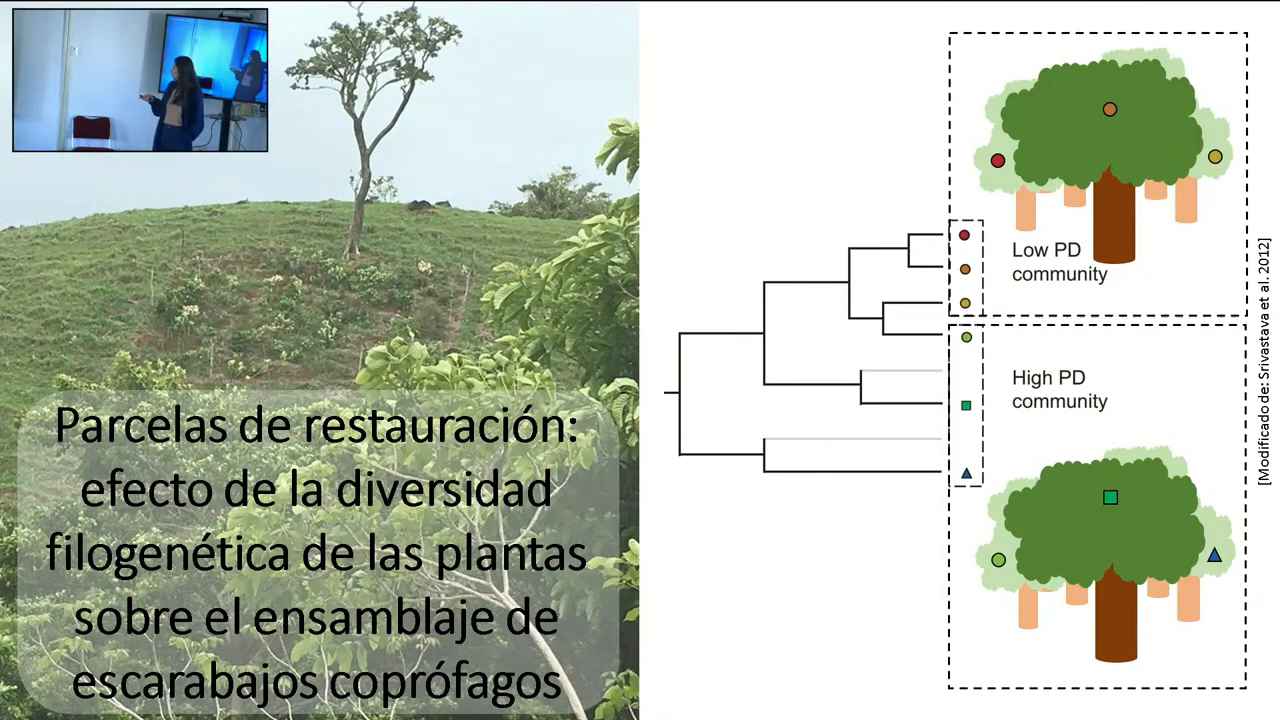 Parcelas de restauración:
efecto de la diversidad
filogenética de las plantas
sobre el ensamblaje de
escarabajos coprófagos
Low PD
community
High PD
community
[Modificado de: Srivastava et al. 2012]